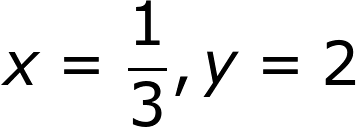 x = 1/3, y = 2